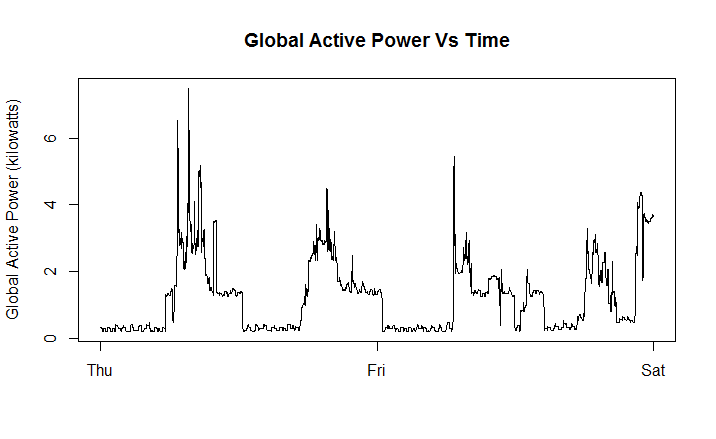 Global Active Power Vs Time
Global Active Power (kilowatts)
6
4
2
0
Thu
Fri
Sat